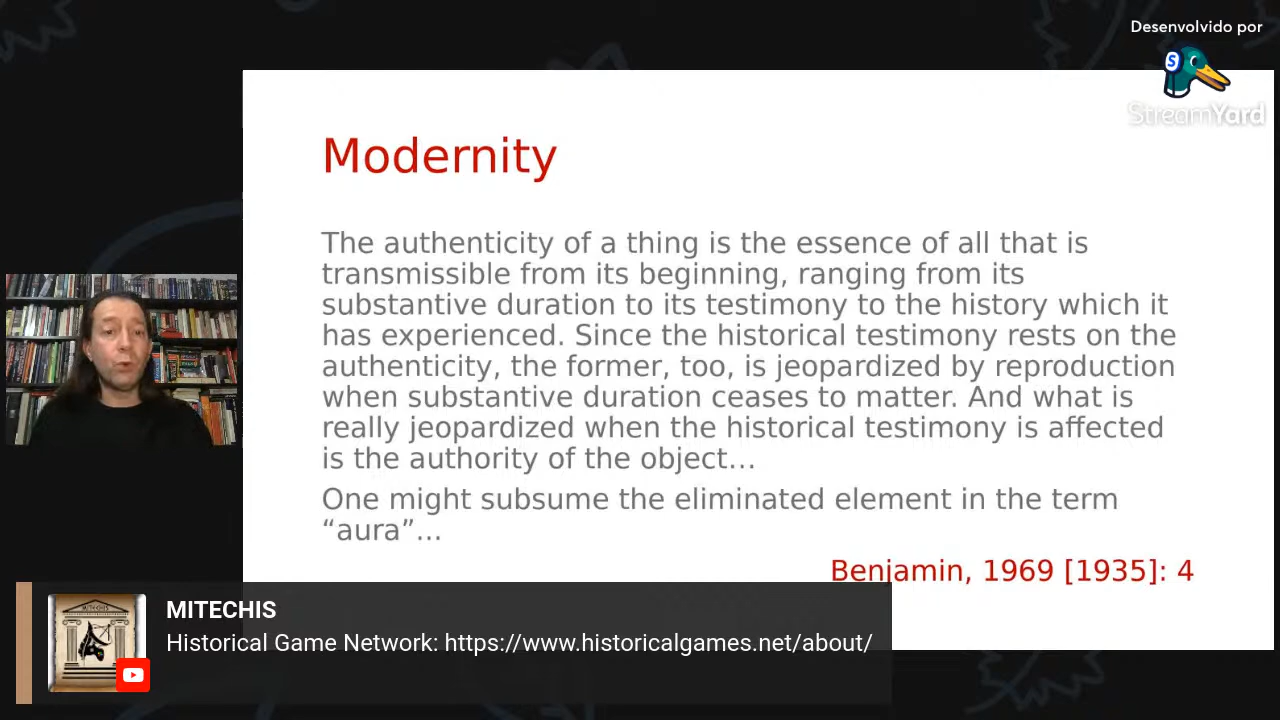 Desenvolvido por
StreamYard
Modernity
The authenticity of a thing is the essence of all that is
transmissible from its beginning, ranging from its
substantive duration to its testimony to the history which it
has experienced. Since the historical testimony rests on the
authenticity, the former, too, is jeopardized by reproduction
when substantive duration ceases to matter. And what is
really jeopardized when the historical testimony is affected
is the authority of the object…
One might subsume the eliminated element in the term
“aura”…
Benjamin, 1969 [1935]: 4
MITECHIS
Historical Game Network: https://www.historicalgames.net/about/